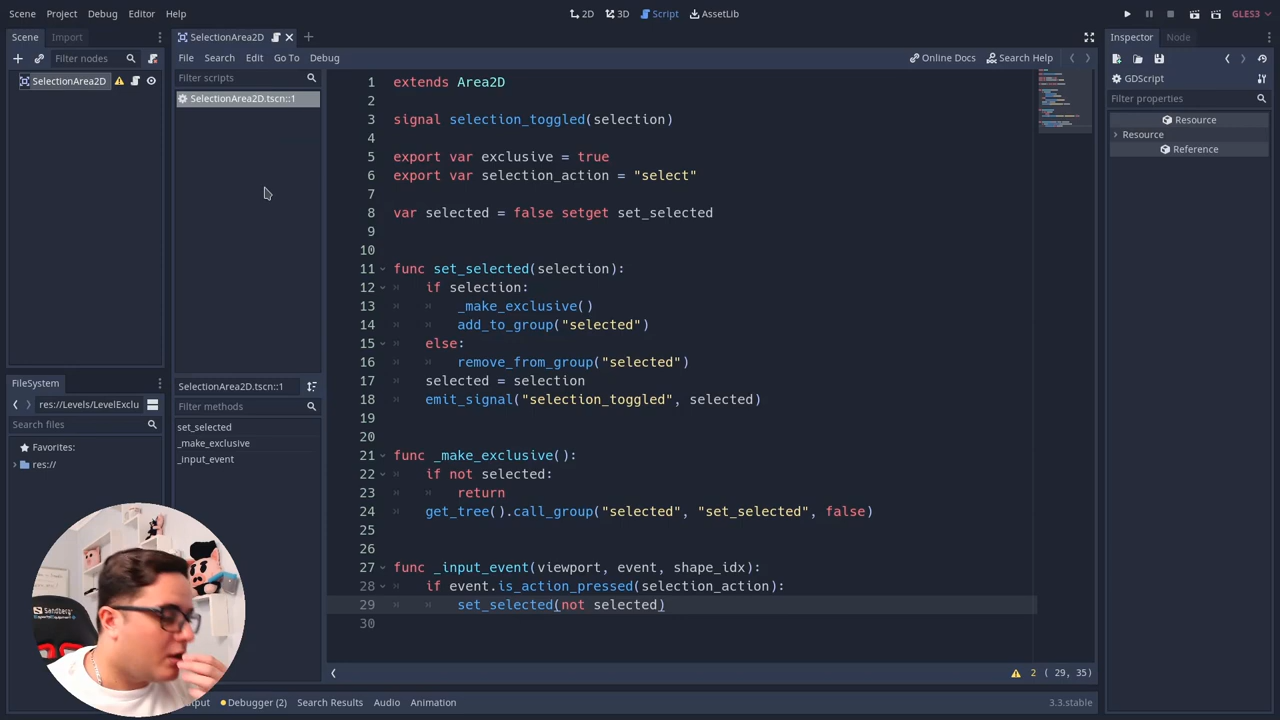 Scene Project Debug Editor Help
2D 3D Script AssetLib
GLES3
Scene Import
Filter nodes
SelectionArea2D
FileSystem
res://Levels/LevelExclu
Search files
Favorites:
res://
SelectionArea2D
File Search Edit Go To Debug
Online Docs Search Help
Filter scripts
SelectionArea2D.tscn::1
SelectionArea2D.tscn::1
Filter methods
set_selected
_make_exclusive
_input_event
1 extends Area2D
2
3 signal selection_toggled(selection)
4
5 export var exclusive = true
6 export var selection_action = "select"
7
8 var selected = false setget set_selected
9
10
11 func set_selected(selection):
12 if selection:
13 _make_exclusive()
14 add_to_group("selected")
15 else:
16 remove_from_group("selected")
17 selected = selection
18 emit_signal("selection_toggled", selected)
19
20
21 func _make_exclusive():
22 if not selected:
23 return
24 get_tree().call_group("selected", "set_selected", false)
25
26
27 func _input_event(viewport, event, shape_idx):
28 if event.is_action_pressed(selection_action):
29 set_selected(not selected)
30
2 ( 29, 35)
Debugger (2) Search Results Audio Animation
3.3.stable
Inspector Node
GDScript
Filter properties
Resource
Resource
Reference
Sandberg